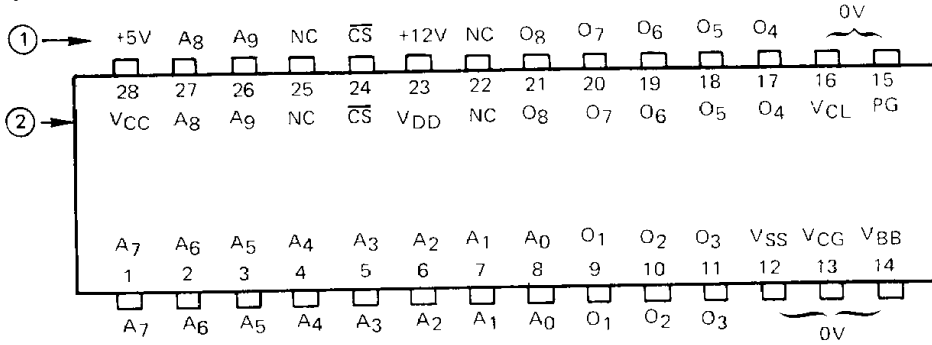 0V
1 +5V A8 A9 NC CS +12V NC O8 O7 O6 O5 O4
28 27 26 25 24 23 22 21 20 19 18 17 16 15
2 VCC A8 A9 NC CS VDD NC O8 O7 O6 O5 O4 VCL PG
A7 A6 A5 A4 A3 A2 A1 A0 O1 O2 O3 VSS VCG VBB
1 2 3 4 5 6 7 8 9 10 11 12 13 14
A7 A6 A5 A4 A3 A2 A1 A0 O1 O2 O3
0V